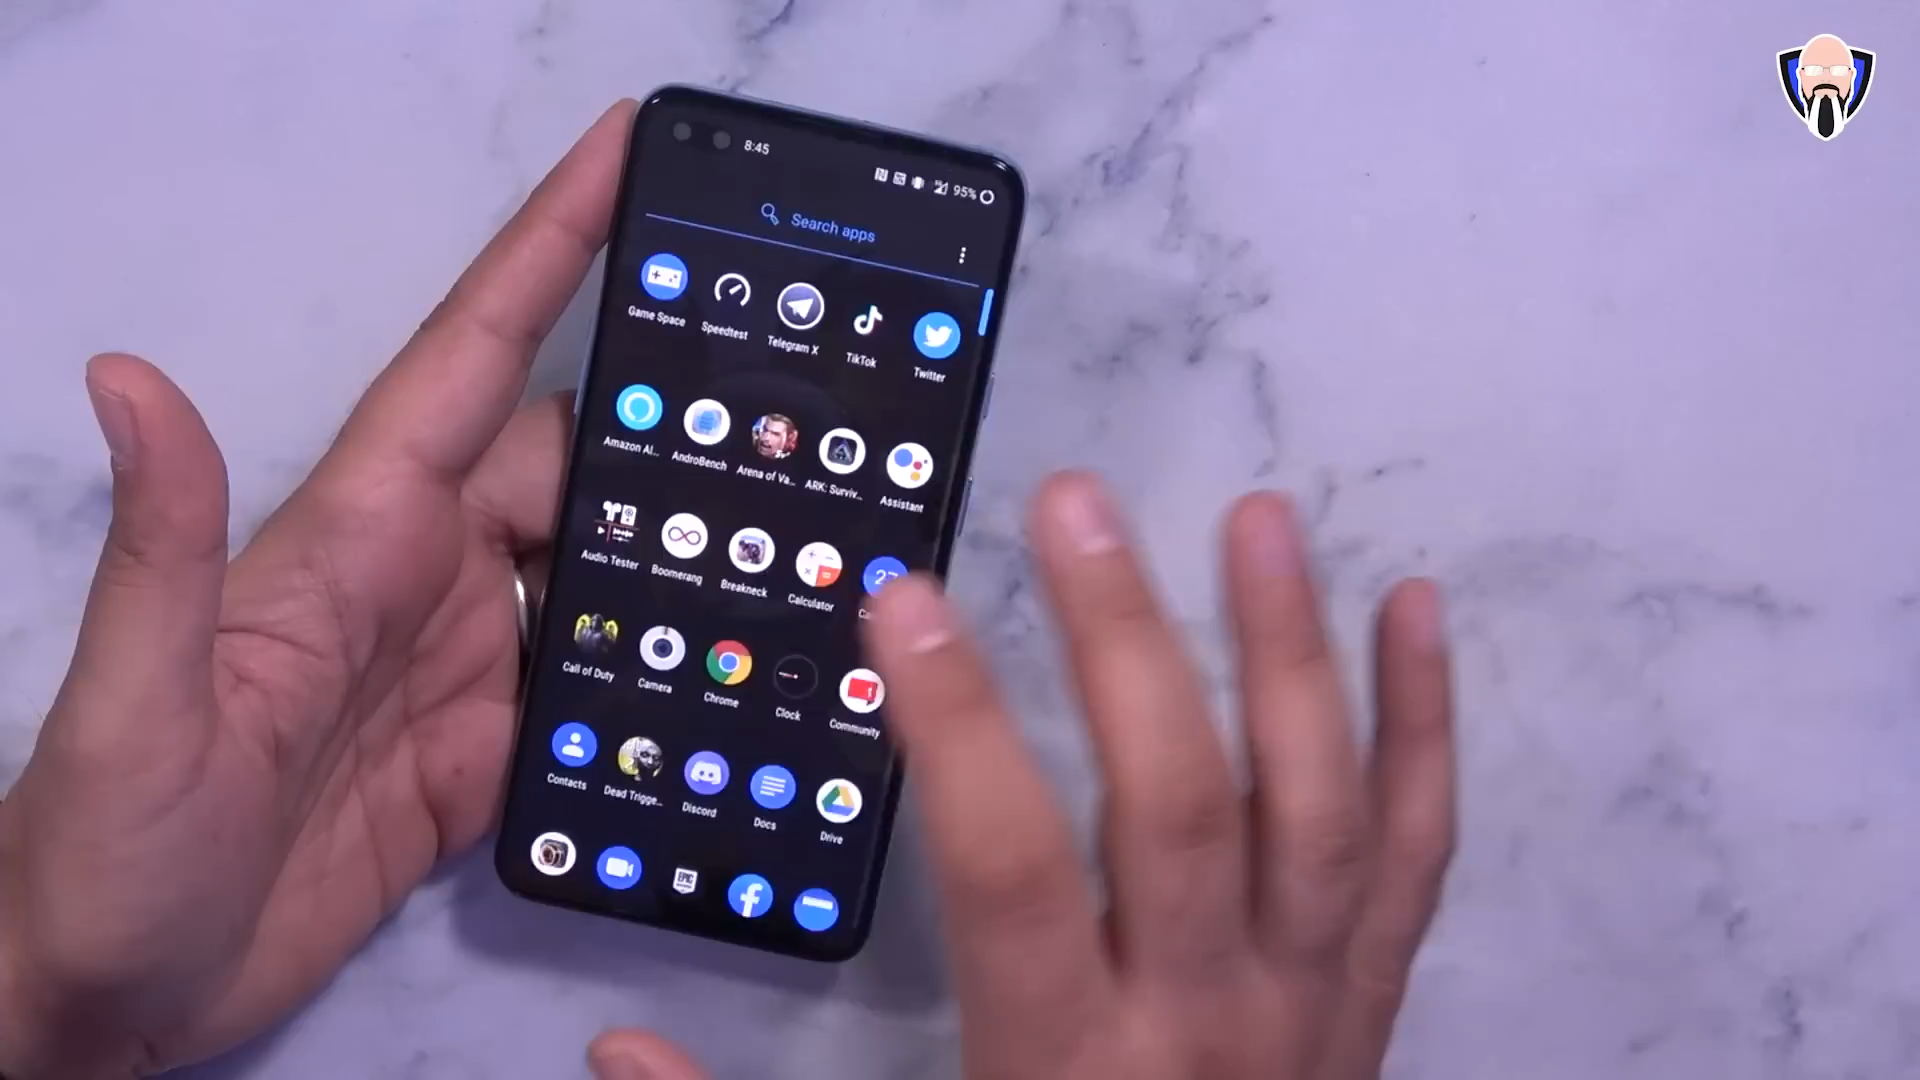 8:45
95%
Search apps
Game Space
Speedtest
Telegram X
TikTok
Twitter
Amazon Al...
AndroBench
Arena of Va...
ARK: Surviv...
Assistant
Audio Tester
Boomerang
Breakneck
Calculator
27
Call of Duty
Camera
Chrome
Clock
Community
Contacts
Dead Trigge...
Discord
Docs
Drive
EPIC